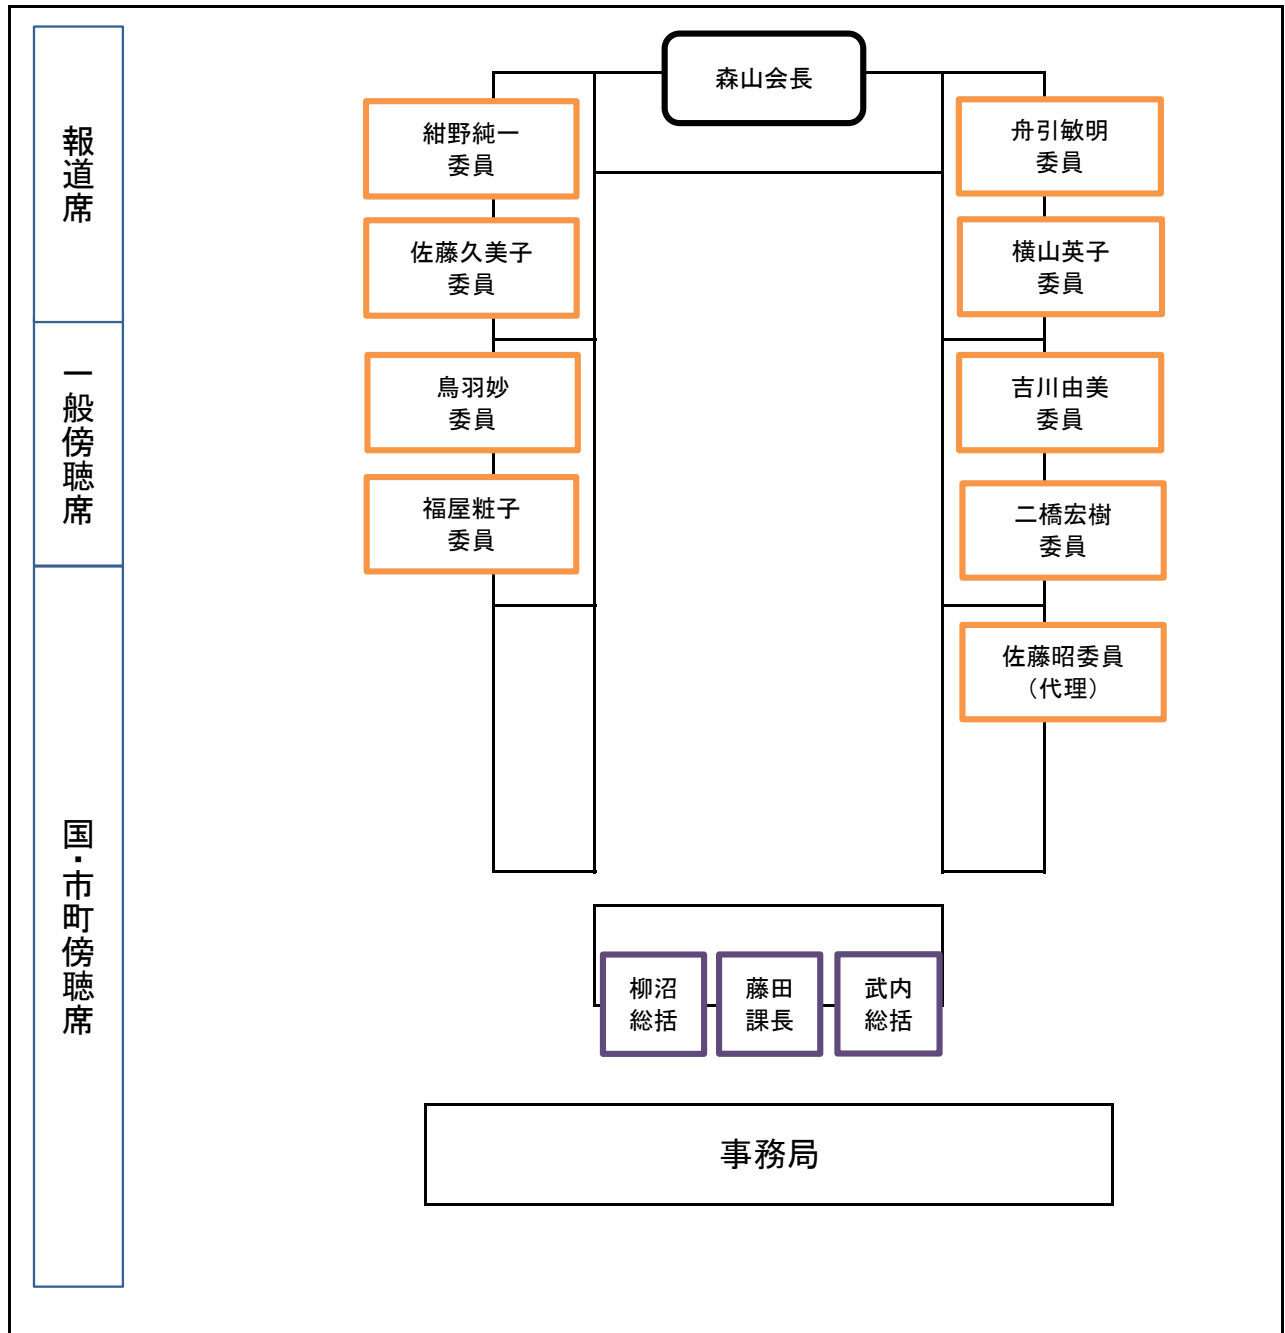 報道席
一般傍聴席
国・市町傍聴席
森山会長
紺野純一
委員
佐藤久美子
委員
鳥羽妙
委員
福屋粧子
委員
舟引敏明
委員
横山英子
委員
吉川由美
委員
二橋宏樹
委員
佐藤昭委員
（代理）
柳沼
総括
藤田
課長
武内
総括
事務局